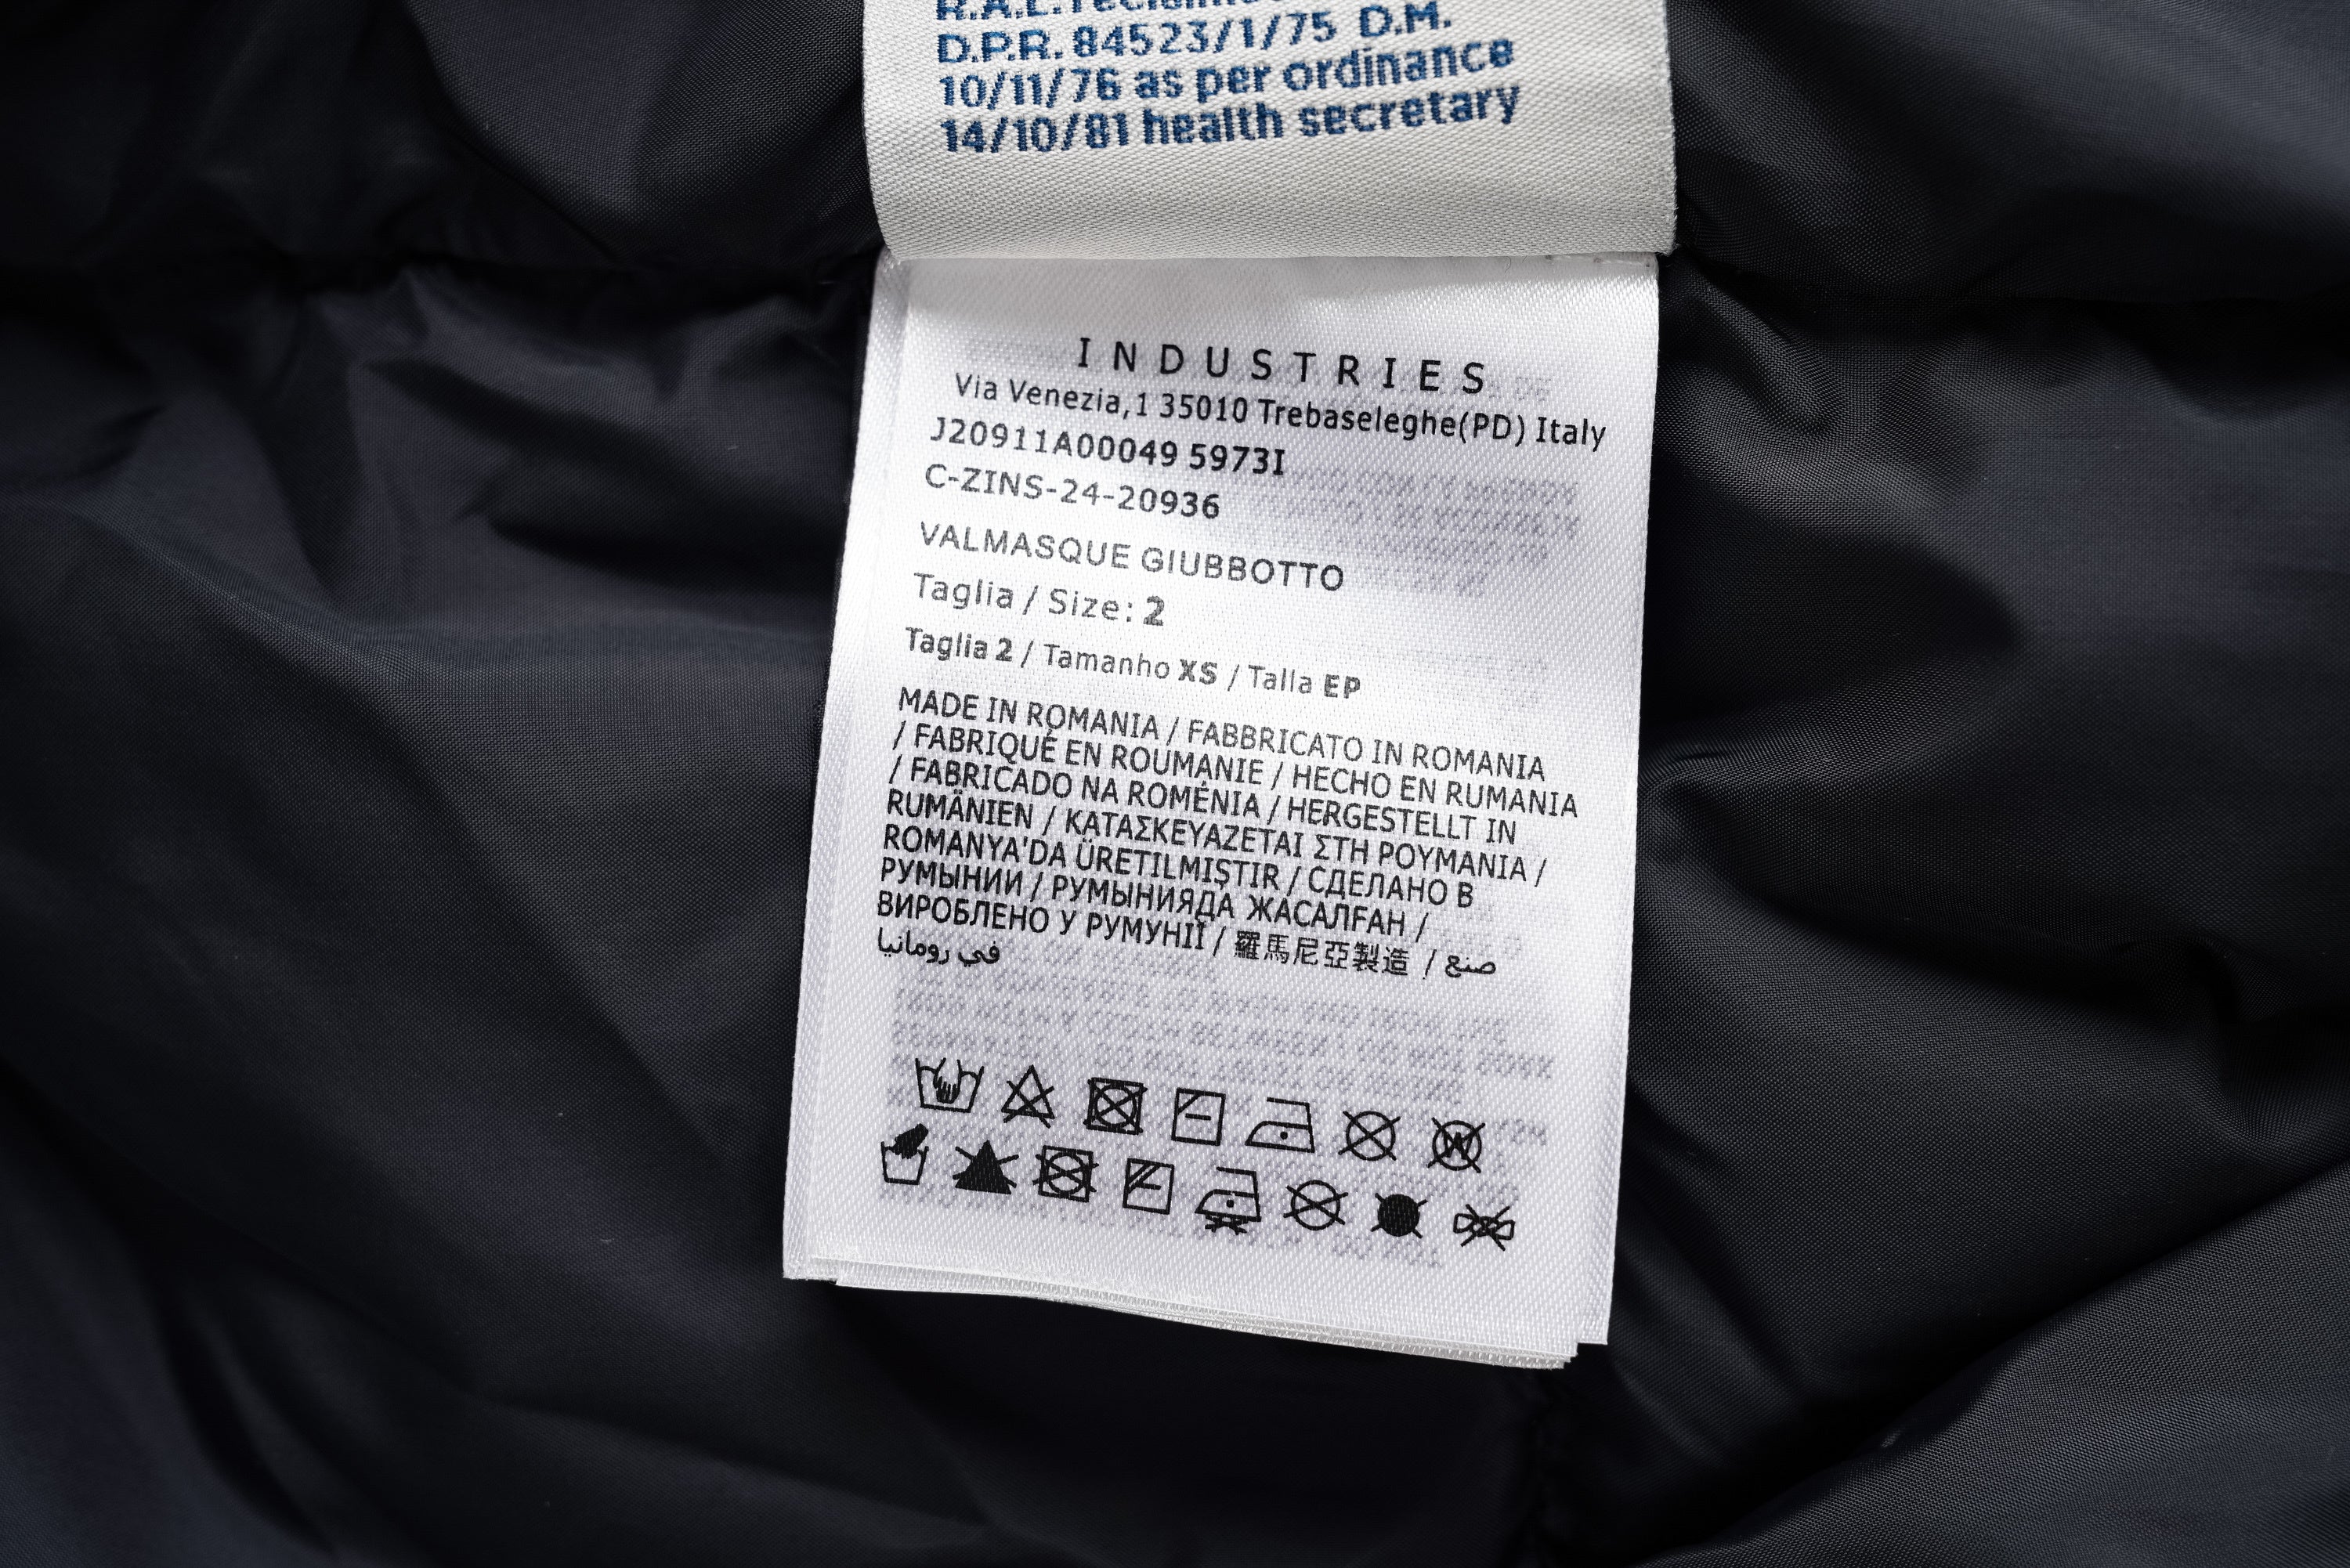 D.P.R. 84523/1/75 D.M.
10/11/76 as per ordinance
14/10/81 health secretary
INDUSTRIES
Via Venezia,1 35010 Trebaseleghe(PD) Italy
J20911A00049 5973I
C-ZINS-24-20936
VALMASQUE GIUBBOTTO
Taglia / Size: 2
Taglia 2 / Tamanho XS / Talla EP
MADE IN ROMANIA / FABBRICATO IN ROMANIA
/ FABRIQUÉ EN ROUMANIE / HECHO EN RUMANIA
/ FABRICADO NA ROMÉNIA / HERGESTELLT IN
RUMÄNIEN / ΚΑΤΑΣΚΕΥΑΖΕΤΑΙ ΣΤΗ ΡΟΥΜΑΝΙΑ /
ROMANYA'DA ÜRETILMIŞTIR / СДЕЛАНО В
РУМЫНИИ / РУМЫНИЯДА ЖАСАЛҒАН /
ВИРОБЛЕНО У РУМУНІЇ / 羅馬尼亞製造 / صنع
في رومانيا
W